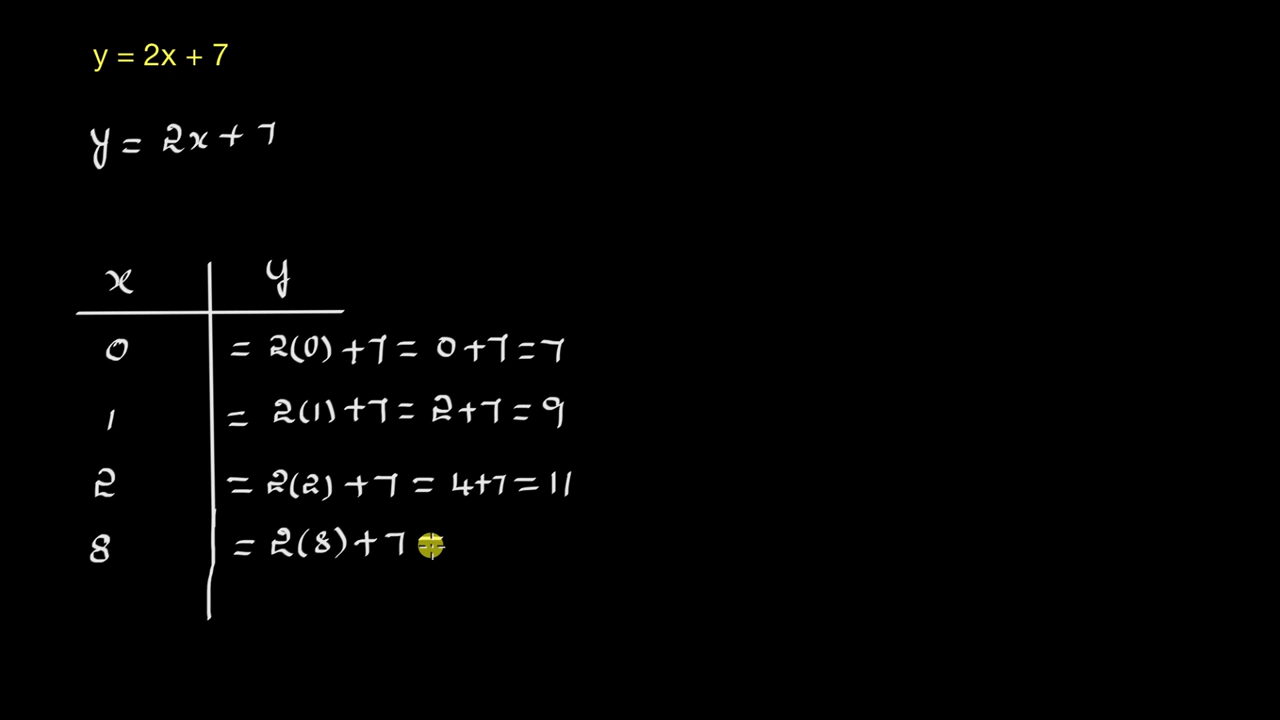 y = 2x + 7
y = 2x + 7
x y
0 = 2(0) + 7 = 0 + 7 = 7
1 = 2(1) + 7 = 2 + 7 = 9
2 = 2(2) + 7 = 4 + 7 = 11
8 = 2(8) + 7 =